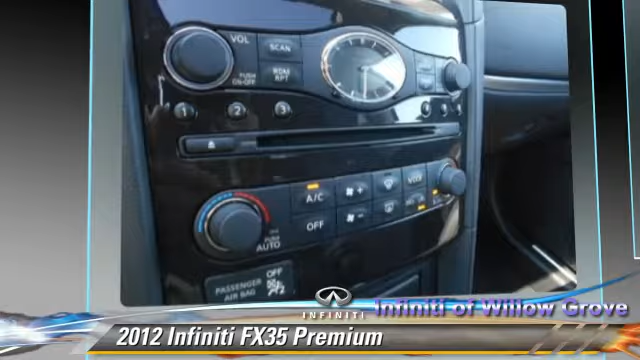 VOL
SCAN
PUSH ON·OFF
RDM RPT
1 2 3
A/C
OFF
PUSH AUTO
PASSENGER AIR BAG
OFF
INFINITI
Infiniti of Willow Grove
2012 Infiniti FX35 Premium